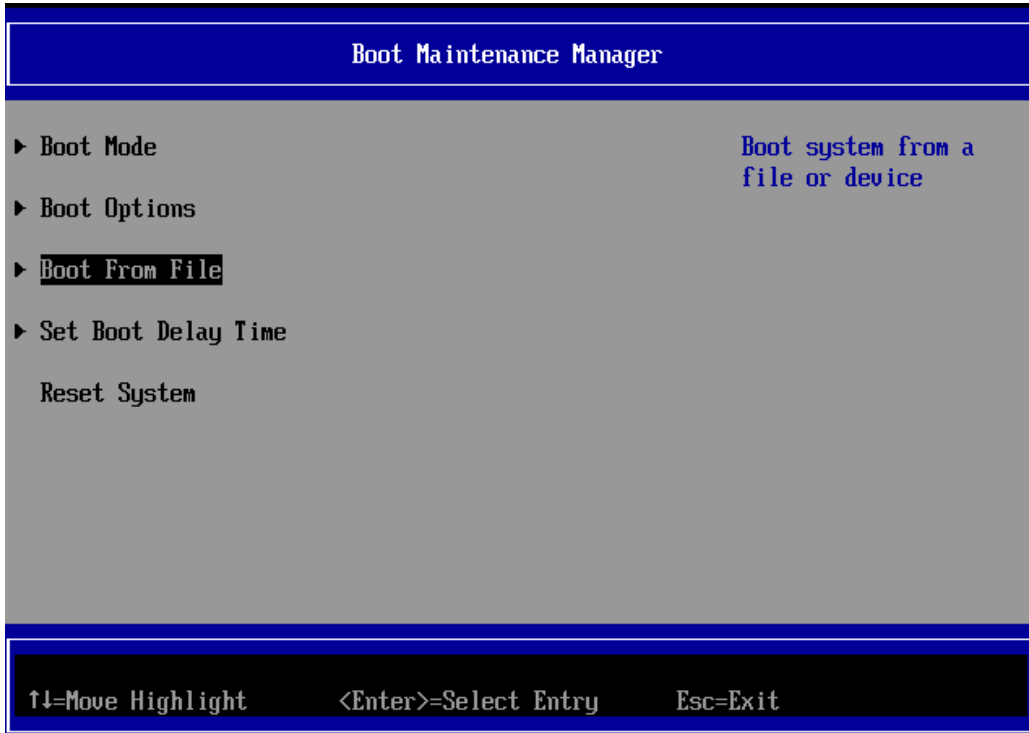 Boot Maintenance Manager
▶ Boot Mode
Boot system from a
file or device
▶ Boot Options
▶ Boot From File
▶ Set Boot Delay Time
Reset System
↑↓=Move Highlight <Enter>=Select Entry Esc=Exit